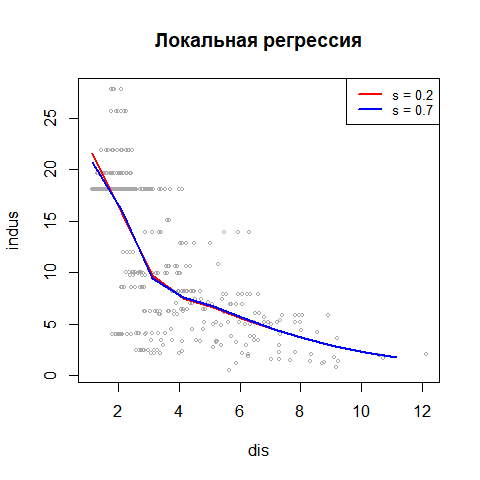 Локальная регрессия
s = 0.2
s = 0.7
indus
25
20
15
10
5
0
2 4 6 8 10 12
dis